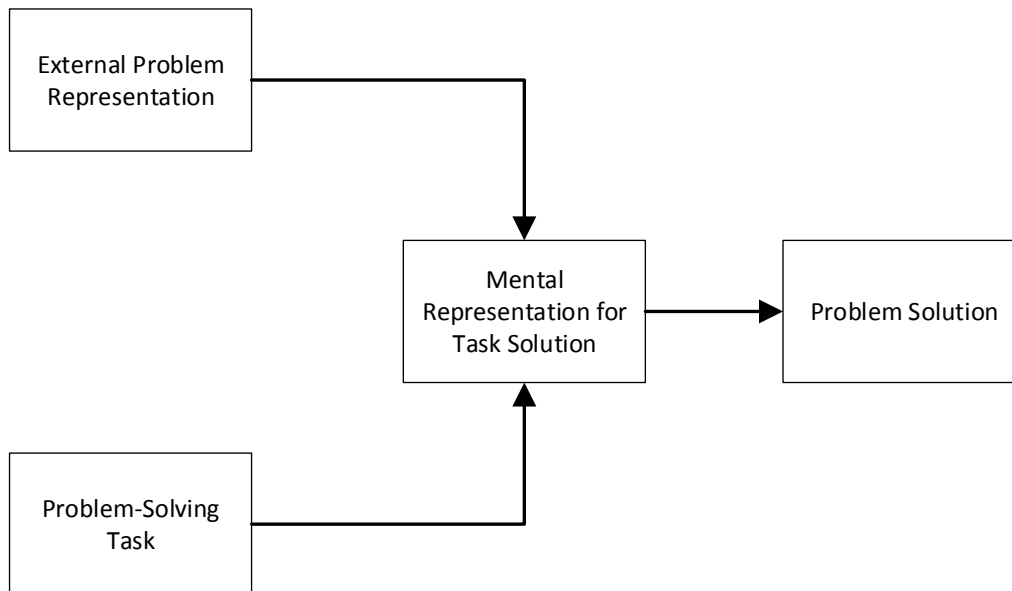 External Problem
Representation
Mental
Representation for
Task Solution
Problem Solution
Problem-Solving
Task